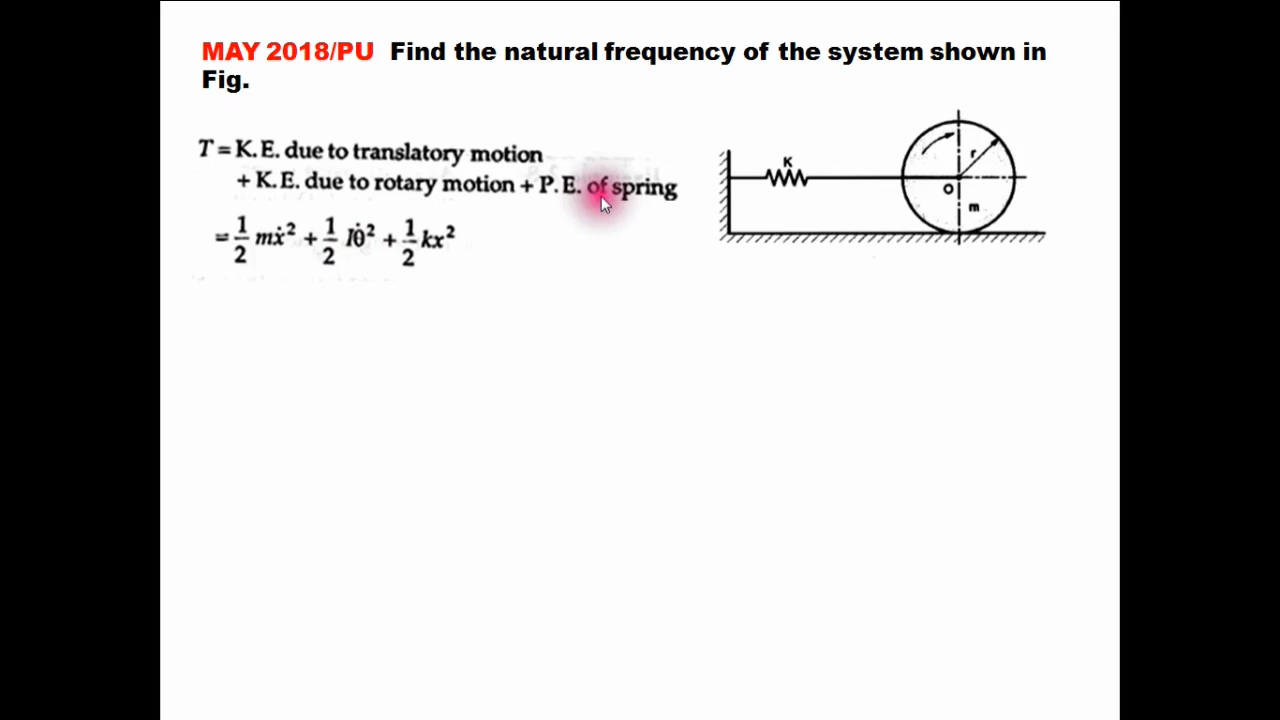 MAY 2018/PU Find the natural frequency of the system shown in
Fig.
T = K.E. due to translatory motion
+ K.E. due to rotary motion + P.E. of spring
= 1/2 mẋ² + 1/2 Iθ̇² + 1/2 kx²
K
r
O
m